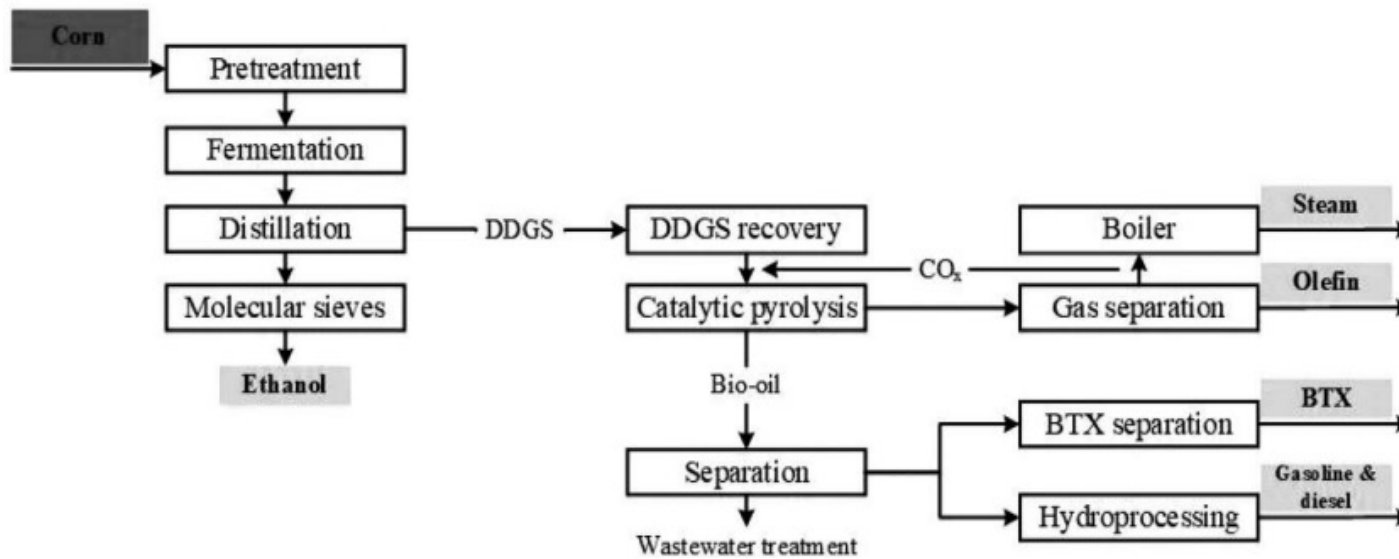 Corn
Pretreatment
Fermentation
Distillation
DDGS
DDGS recovery
Boiler
Steam
COₓ
Molecular sieves
Catalytic pyrolysis
Gas separation
Olefin
Ethanol
Bio-oil
BTX separation
BTX
Separation
Hydroprocessing
Gasoline &
diesel
Wastewater treatment